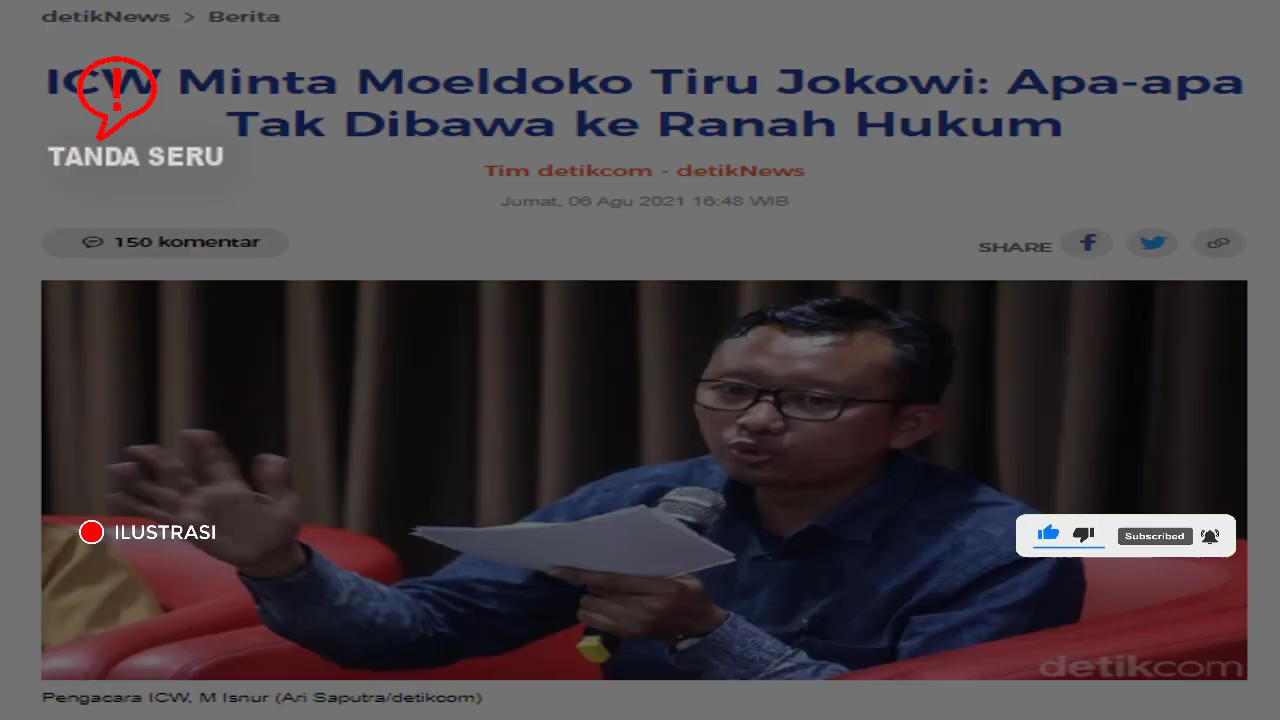 detikNews > Berita
ICW Minta Moeldoko Tiru Jokowi: Apa-apa
Tak Dibawa ke Ranah Hukum
TANDA SERU
Tim detikcom - detikNews
Jumat, 06 Agu 2021 16:48 WIB
150 komentar
SHARE
ILUSTRASI
Subscribed
detikcom
Pengacara ICW, M Isnur (Ari Saputra/detikcom)